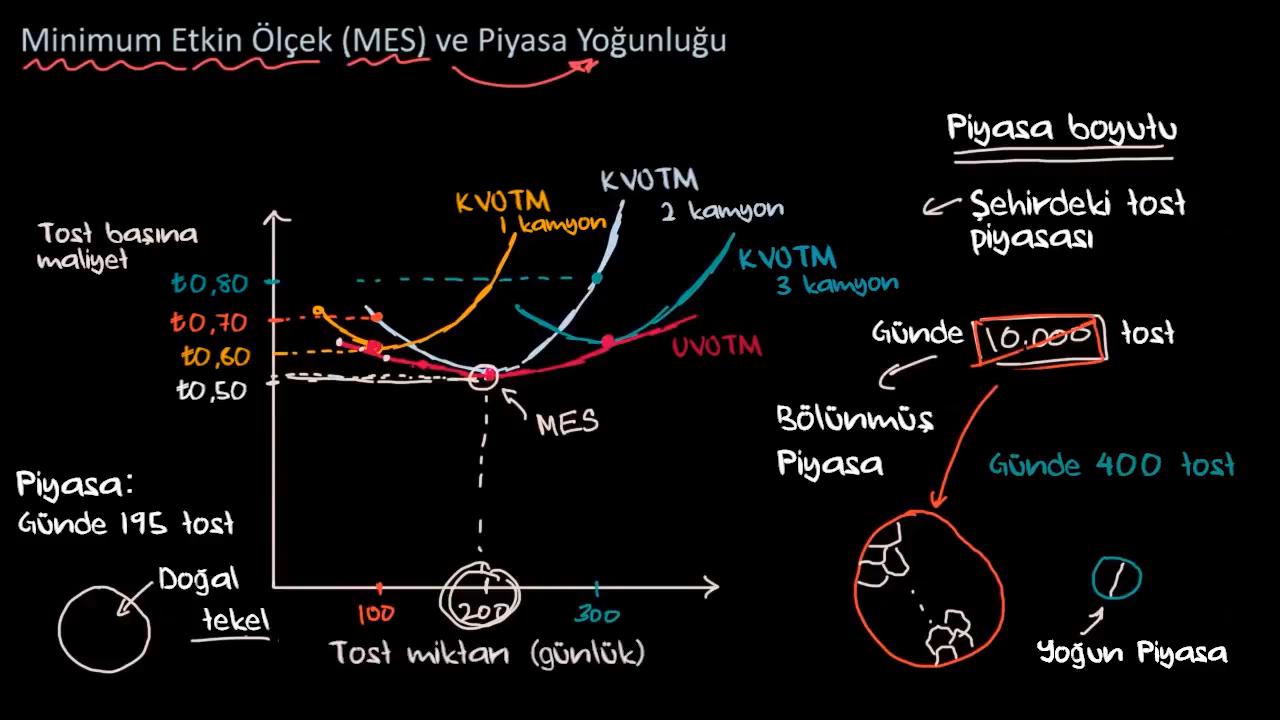 Minimum Etkin Ölçek (MES) ve Piyasa Yoğunluğu
Piyasa boyutu
Şehirdeki tost
piyasası
Günde 10.000 tost
Bölünmüş
Piyasa
Günde 400 tost
Yoğun Piyasa
KVOTM
1 kamyon
KVOTM
2 kamyon
KVOTM
3 kamyon
UVOTM
MES
Tost başına
maliyet
₺0,80
₺0,70
₺0,60
₺0,50
100
200
300
Tost miktarı (günlük)
Piyasa:
Günde 195 tost
Doğal
tekel